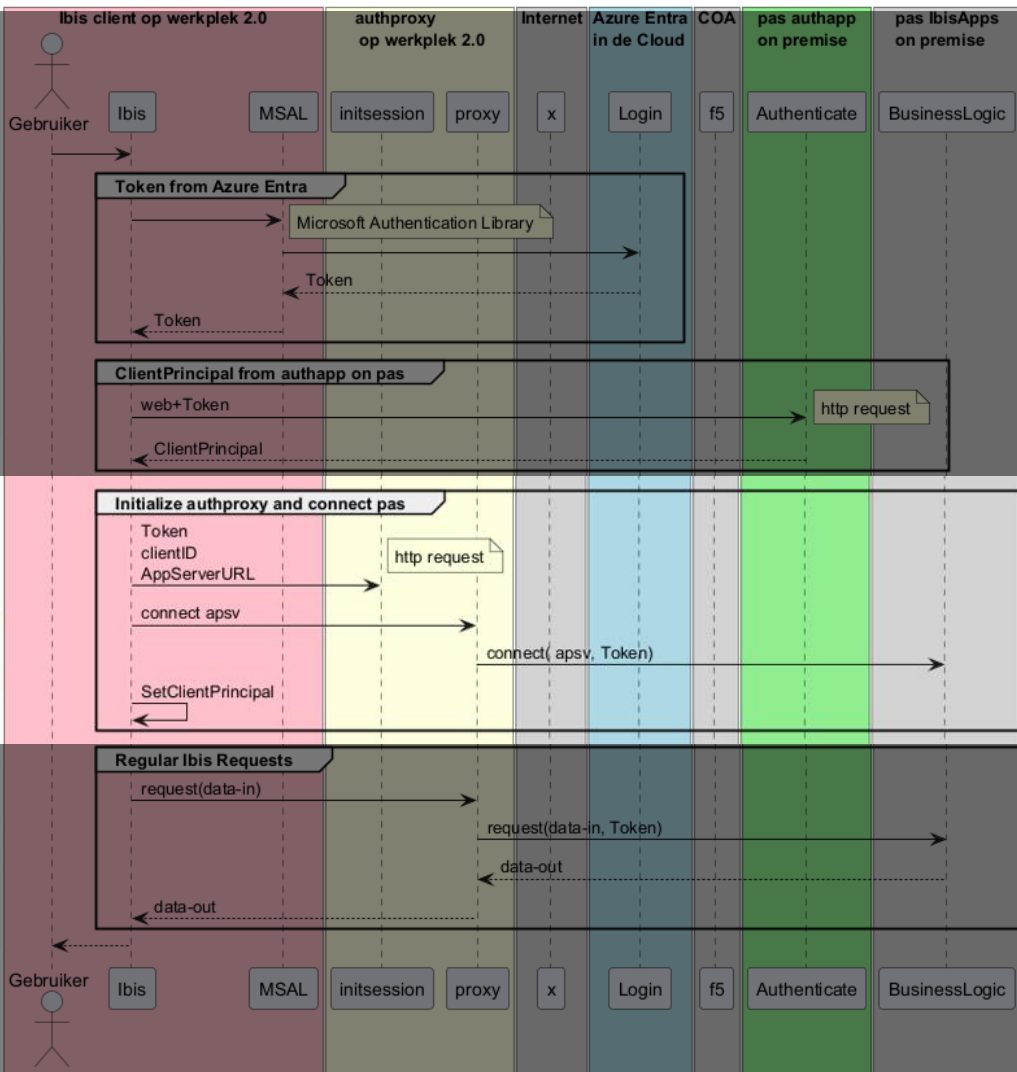 Ibis client op werkplek 2.0
authproxy
op werkplek 2.0
Internet
Azure Entra
in de Cloud
COA
pas authapp
on premise
pas IbisApps
on premise
Gebruiker
Ibis
MSAL
initsession
proxy
x
Login
f5
Authenticate
BusinessLogic
Token from Azure Entra
Microsoft Authentication Library
Token
Token
ClientPrincipal from authapp on pas
web+Token
http request
ClientPrincipal
Initialize authproxy and connect pas
Token
clientID
AppServerURL
http request
connect apsv
connect( apsv, Token)
SetClientPrincipal
Regular Ibis Requests
request(data-in)
request(data-in, Token)
data-out
data-out
Gebruiker
Ibis
MSAL
initsession
proxy
x
Login
f5
Authenticate
BusinessLogic